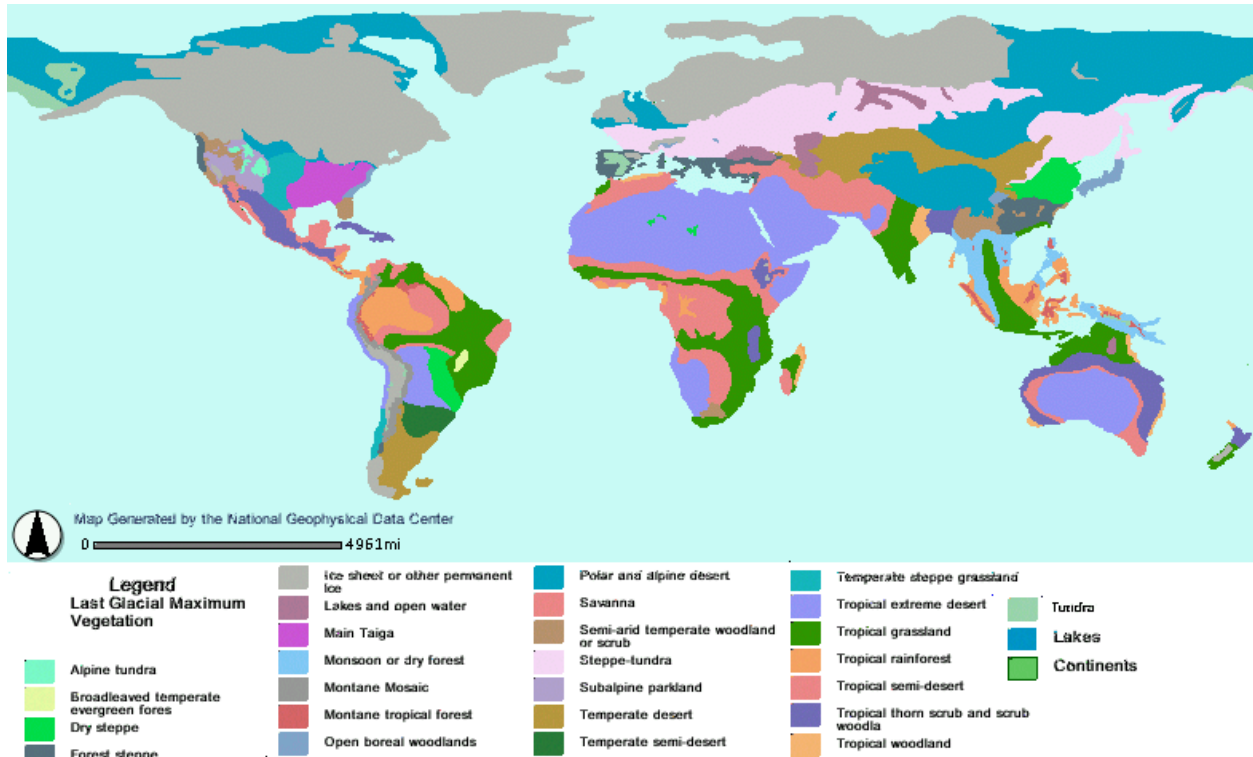 Map Generated by the National Geophysical Data Center
0 4961mi
Legend
Last Glacial Maximum
Vegetation
Alpine tundra
Broadleaved temperate
evergreen fores
Dry steppe
Forest steppe
Ice sheet or other permanent
Ice
Lakes and open water
Main Taiga
Monsoon or dry forest
Montane Mosaic
Montane tropical forest
Open boreal woodlands
Polar and alpine desert
Savanna
Semi-arid temperate woodland
or scrub
Steppe-tundra
Subalpine parkland
Temperate desert
Temperate semi-desert
Temperate steppe grassland
Tropical extreme desert
Tropical grassland
Tropical rainforest
Tropical semi-desert
Tropical thorn scrub and scrub
woodla
Tropical woodland
Tundra
Lakes
Continents